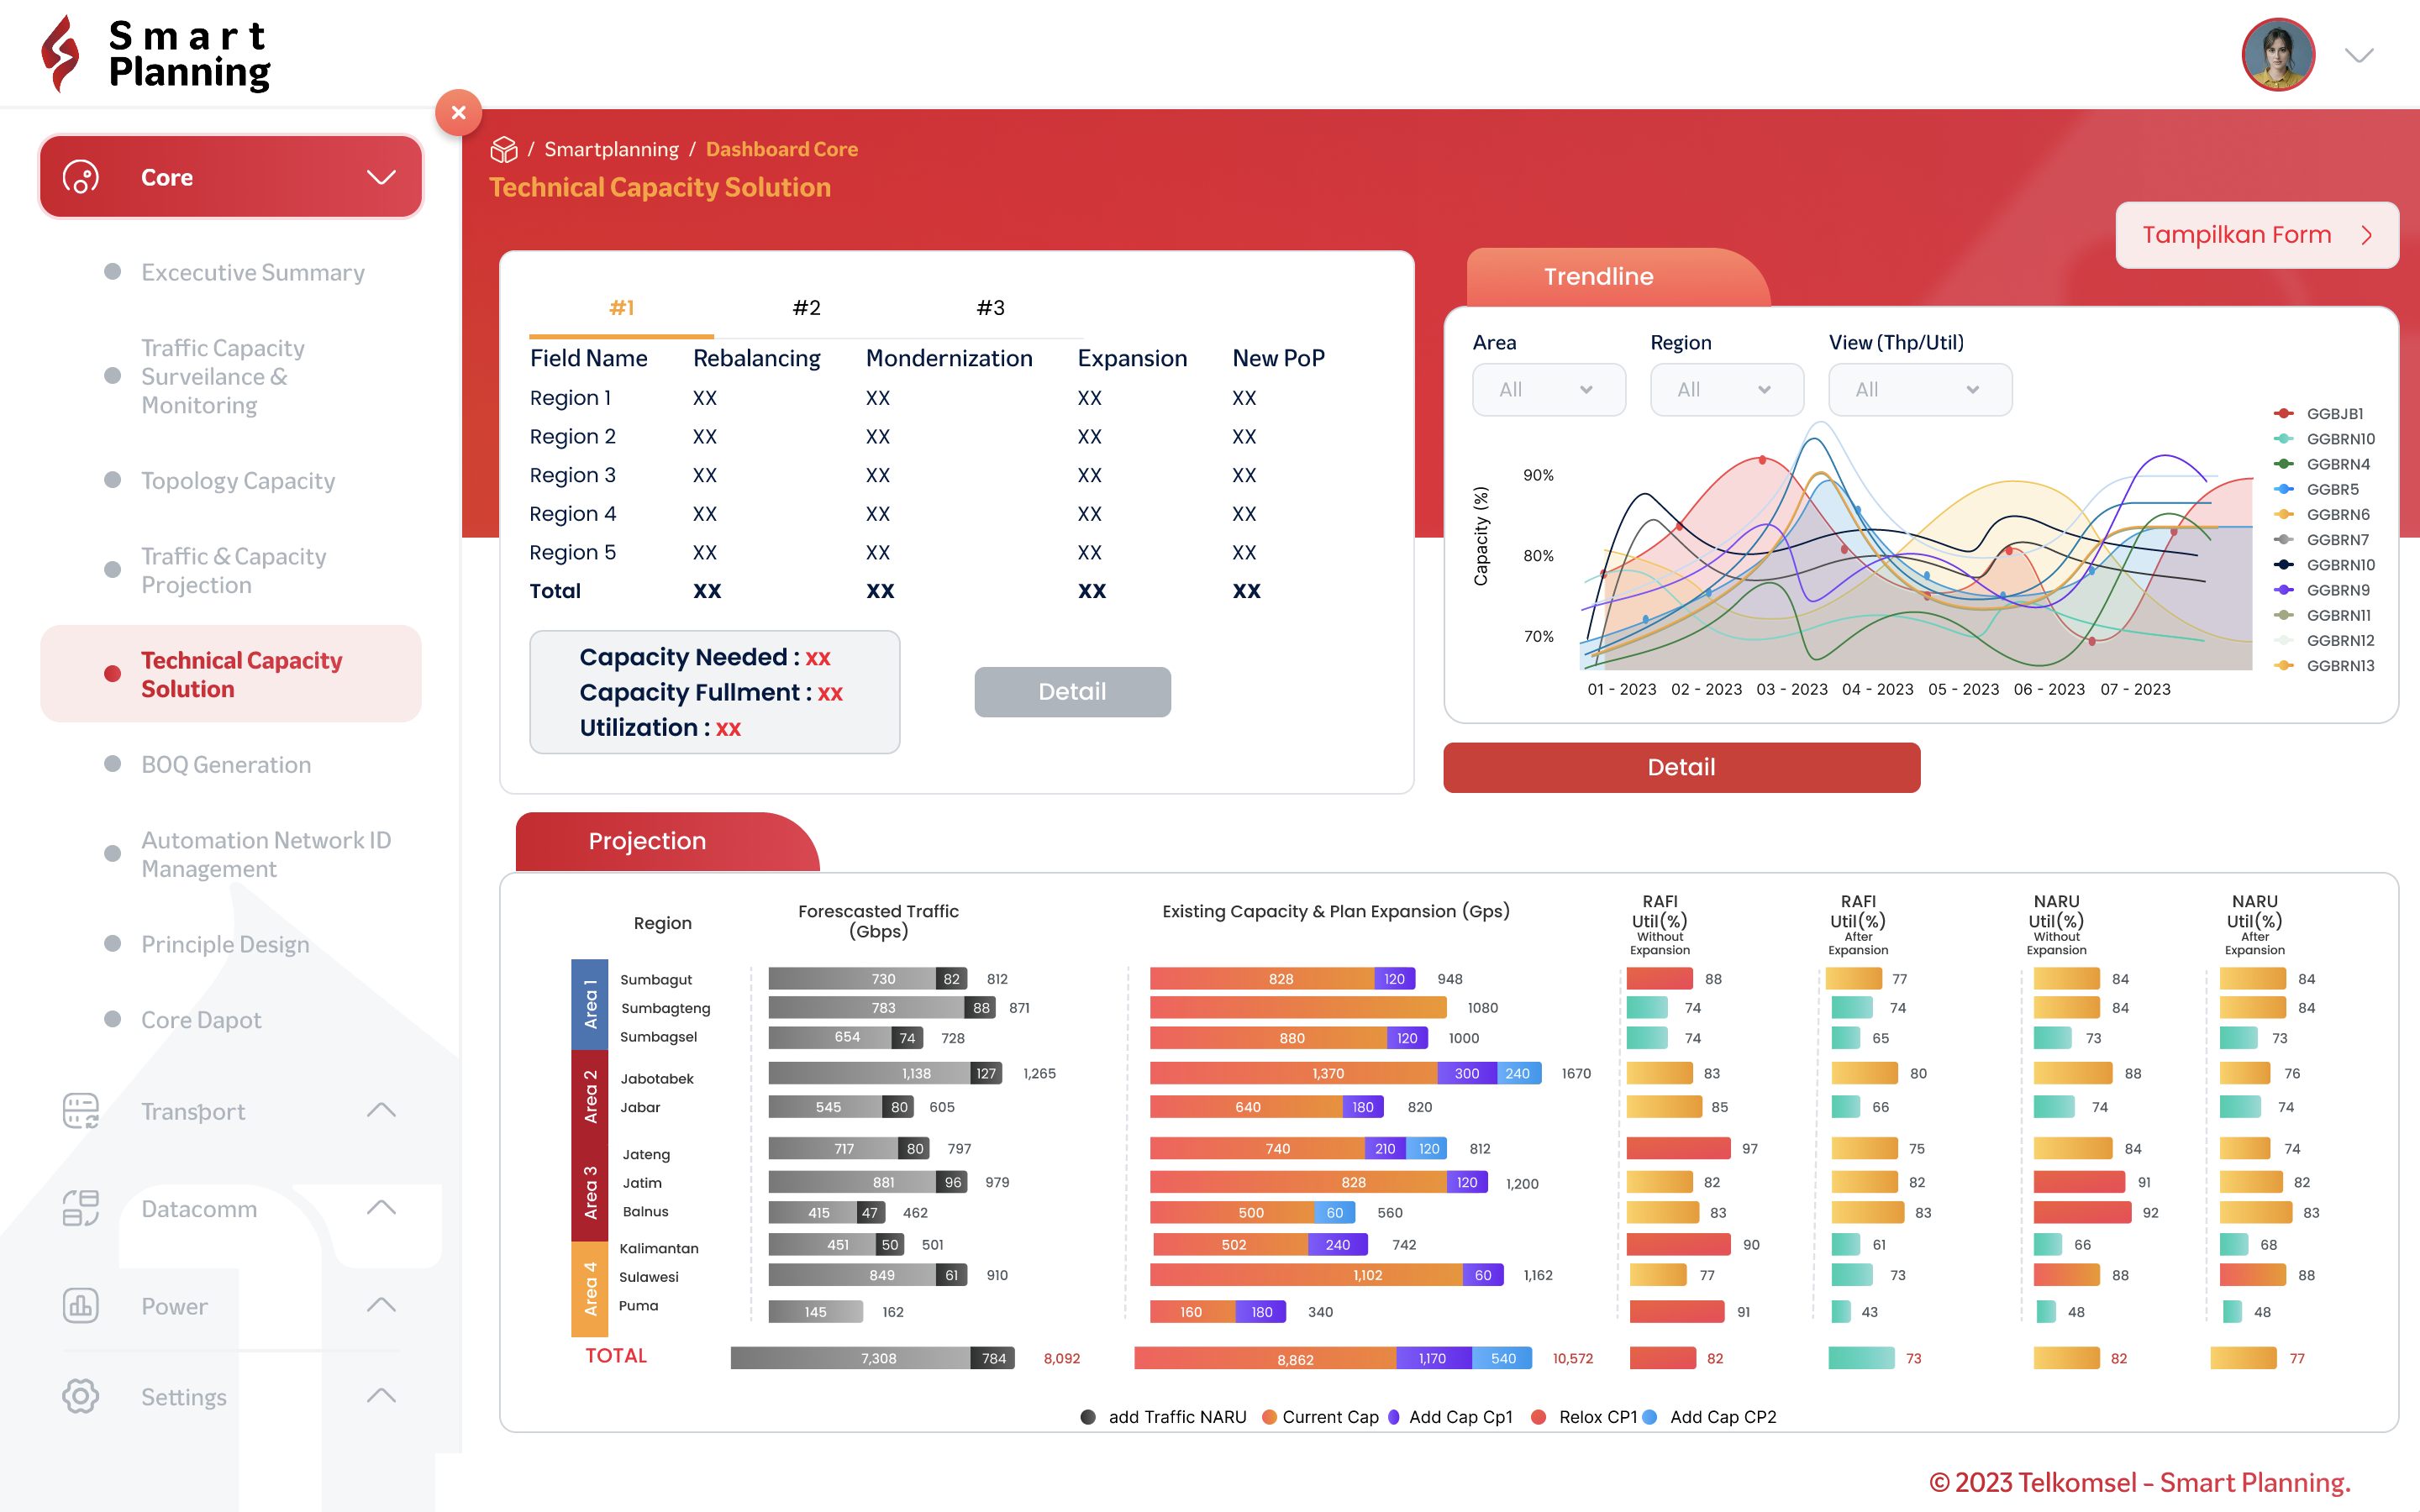 Smart
Planning
Core
Excecutive Summary
Traffic Capacity
Surveilance &
Monitoring
Topology Capacity
Traffic & Capacity
Projection
Technical Capacity
Solution
BOQ Generation
Automation Network ID
Management
Principle Design
Core Dapot
Transport
Datacomm
Power
Settings
/ Smartplanning / Dashboard Core
Technical Capacity Solution
Tampilkan Form
#1 #2 #3
Field Name Rebalancing Mondernization Expansion New PoP
Region 1 XX XX XX XX
Region 2 XX XX XX XX
Region 3 XX XX XX XX
Region 4 XX XX XX XX
Region 5 XX XX XX XX
Total XX XX XX XX
Capacity Needed : xx
Capacity Fullment : xx
Utilization : xx
Detail
Trendline
Area Region View (Thp/Util)
All All All
Capacity (%)
90%
80%
70%
01 - 2023 02 - 2023 03 - 2023 04 - 2023 05 - 2023 06 - 2023 07 - 2023
GGBJB1
GGBRN10
GGBRN4
GGBR5
GGBRN6
GGBRN7
GGBRN10
GGBRN9
GGBRN11
GGBRN12
GGBRN13
Detail
Projection
Region
Forescasted Traffic
(Gbps)
Existing Capacity & Plan Expansion (Gps)
RAFI
Util(%)
Without
Expansion
RAFI
Util(%)
After
Expansion
NARU
Util(%)
Without
Expansion
NARU
Util(%)
After
Expansion
Area 1
Sumbagut 730 82 812 828 120 948 88 77 84 84
Sumbagteng 783 88 871 1080 74 74 84 84
Sumbagsel 654 74 728 880 120 1000 74 65 73 73
Area 2
Jabotabek 1,138 127 1,265 1,370 300 240 1670 83 80 88 76
Jabar 545 80 605 640 180 820 85 66 74 74
Area 3
Jateng 717 80 797 740 210 120 812 97 75 84 74
Jatim 881 96 979 828 120 1,200 82 82 91 82
Balnus 415 47 462 500 60 560 83 83 92 83
Area 4
Kalimantan 451 50 501 502 240 742 90 61 66 68
Sulawesi 849 61 910 1,102 60 1,162 77 73 88 88
Puma 145 162 160 180 340 91 43 48 48
TOTAL 7,308 784 8,092 8,862 1,170 540 10,572 82 73 82 77
add Traffic NARU Current Cap Add Cap Cp1 Relox CP1 Add Cap CP2
© 2023 Telkomsel - Smart Planning.